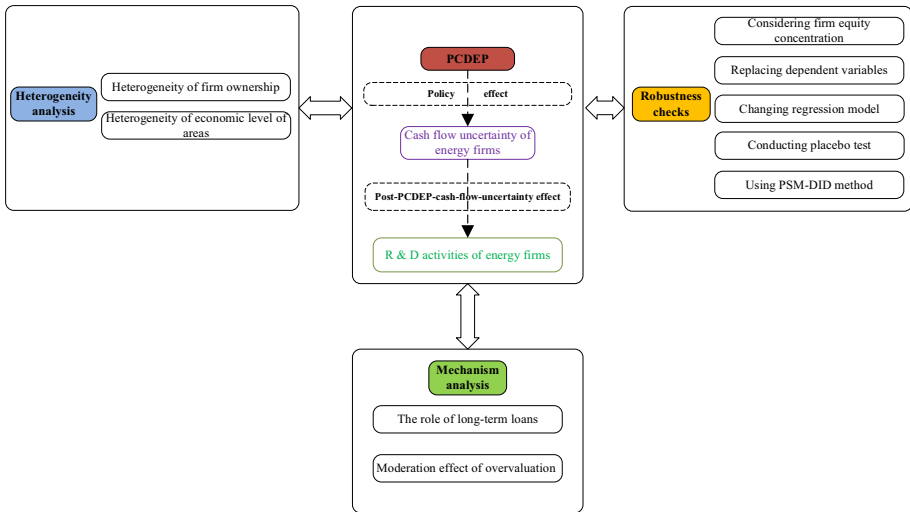 Heterogeneity
analysis
Heterogeneity of firm ownership
Heterogeneity of economic level of
areas
PCDEP
Policy effect
Cash flow uncertainty of
energy firms
Post-PCDEP-cash-flow-uncertainty effect
R & D activities of energy firms
Robustness
checks
Considering firm equity
concentration
Replacing dependent variables
Changing regression model
Conducting placebo test
Using PSM-DID method
Mechanism
analysis
The role of long-term loans
Moderation effect of overvaluation